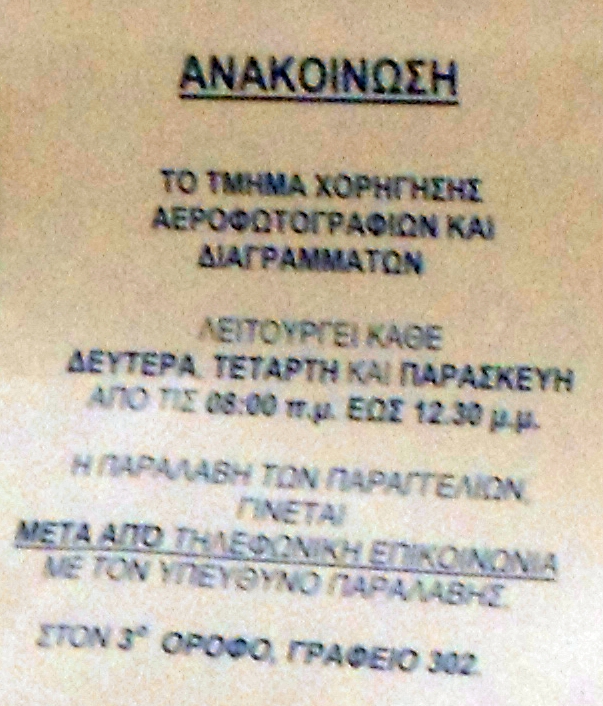 ΑΝΑΚΟΙΝΩΣΗ
ΤΟ ΤΜΗΜΑ ΧΟΡΗΓΗΣΗΣ
ΑΕΡΟΦΩΤΟΓΡΑΦΙΩΝ ΚΑΙ
ΔΙΑΓΡΑΜΜΑΤΩΝ
ΛΕΙΤΟΥΡΓΕΙ ΚΑΘΕ
ΔΕΥΤΕΡΑ, ΤΕΤΑΡΤΗ ΚΑΙ ΠΑΡΑΣΚΕΥΗ
ΑΠΟ ΤΙΣ 08:00 π.μ. ΕΩΣ 12.30 μ.μ.
Η ΠΑΡΑΛΑΒΗ ΤΩΝ ΠΑΡΑΓΓΕΛΙΩΝ,
ΓΙΝΕΤΑΙ
ΜΕΤΑ ΑΠΟ ΤΗΛΕΦΩΝΙΚΗ ΕΠΙΚΟΙΝΩΝΙΑ
ΜΕ ΤΟΝ ΥΠΕΥΘΥΝΟ ΠΑΡΑΛΑΒΗΣ,
ΣΤΟΝ 3ο ΟΡΟΦΟ, ΓΡΑΦΕΙΟ 302.